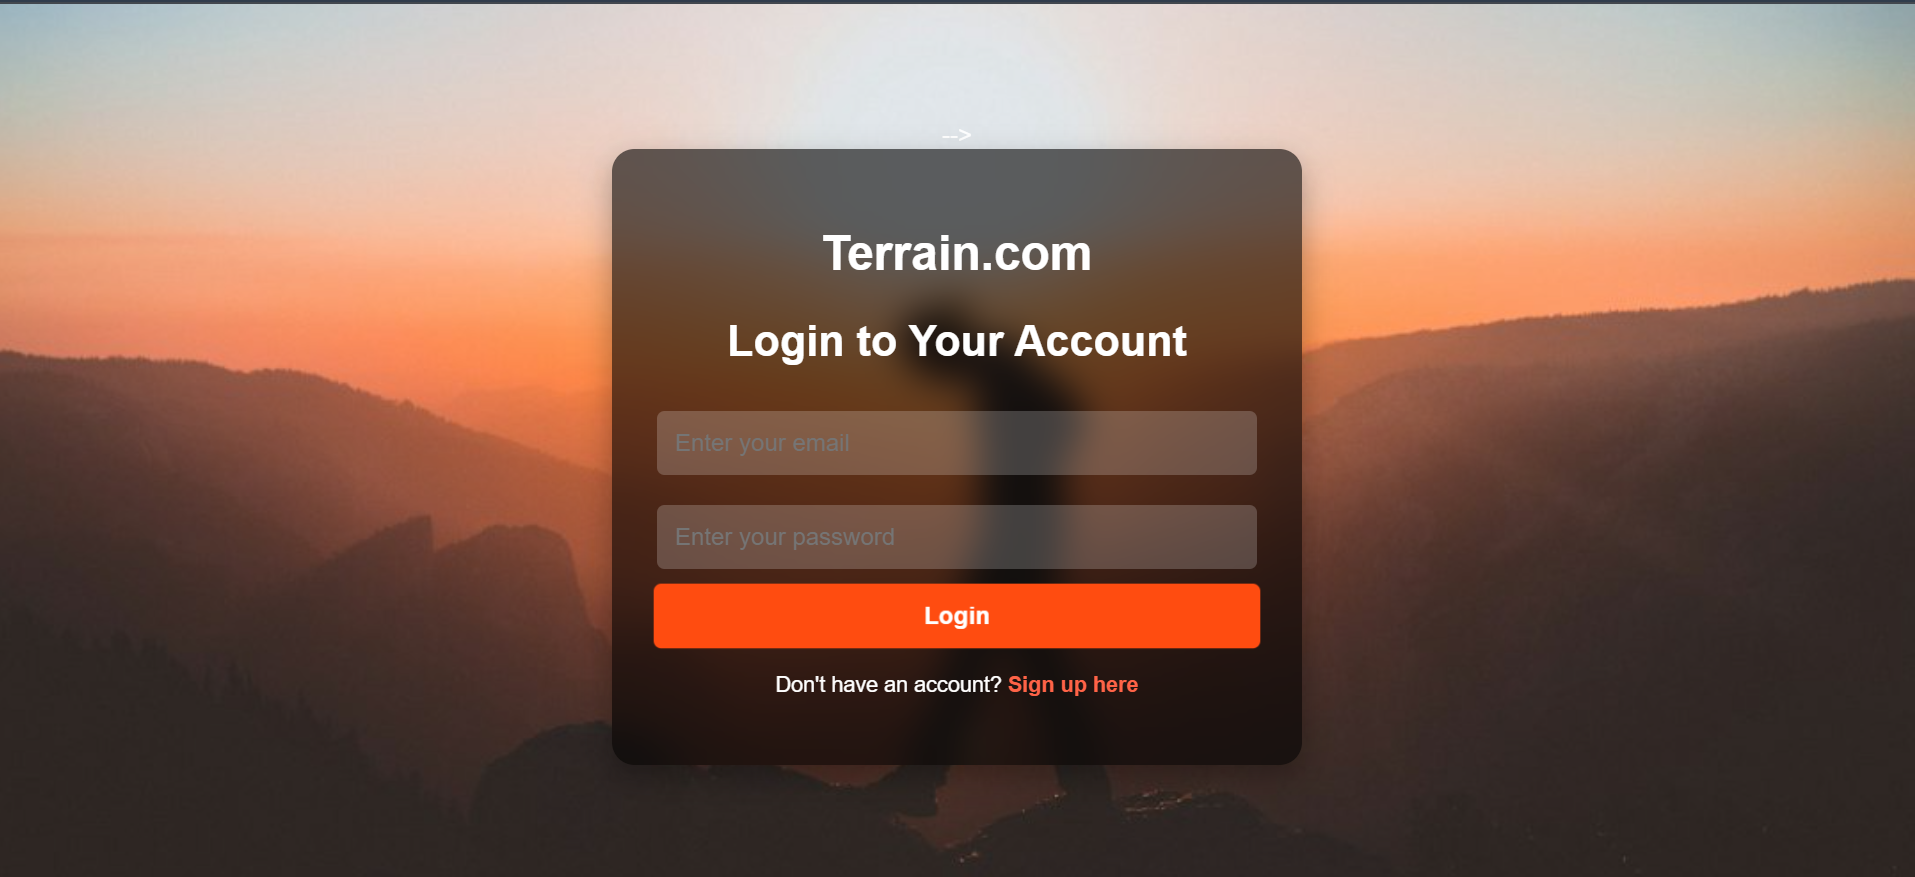 -->
Terrain.com
Login to Your Account
Enter your email
Enter your password
Login
Don't have an account? Sign up here